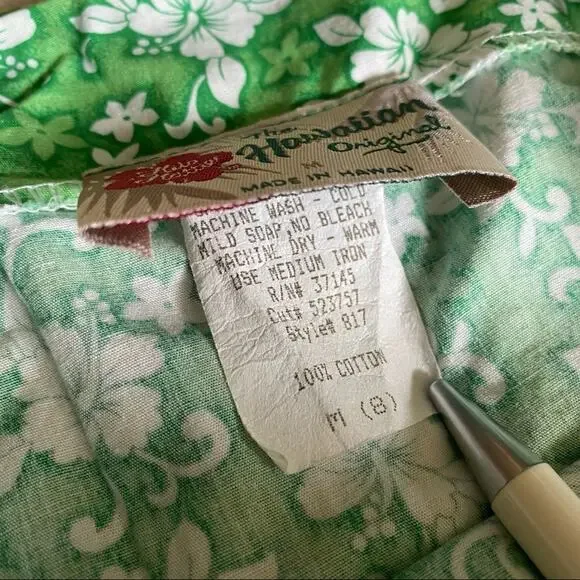 The
Hawaiian
Original
M
MADE IN HAWAII
MACHINE WASH - COLD
MILD SOAP,NO BLEACH
MACHINE DRY - WARM
USE MEDIUM IRON
R/N# 37145
Cut# 523757
Style# 817
100% COTTON
M (8)